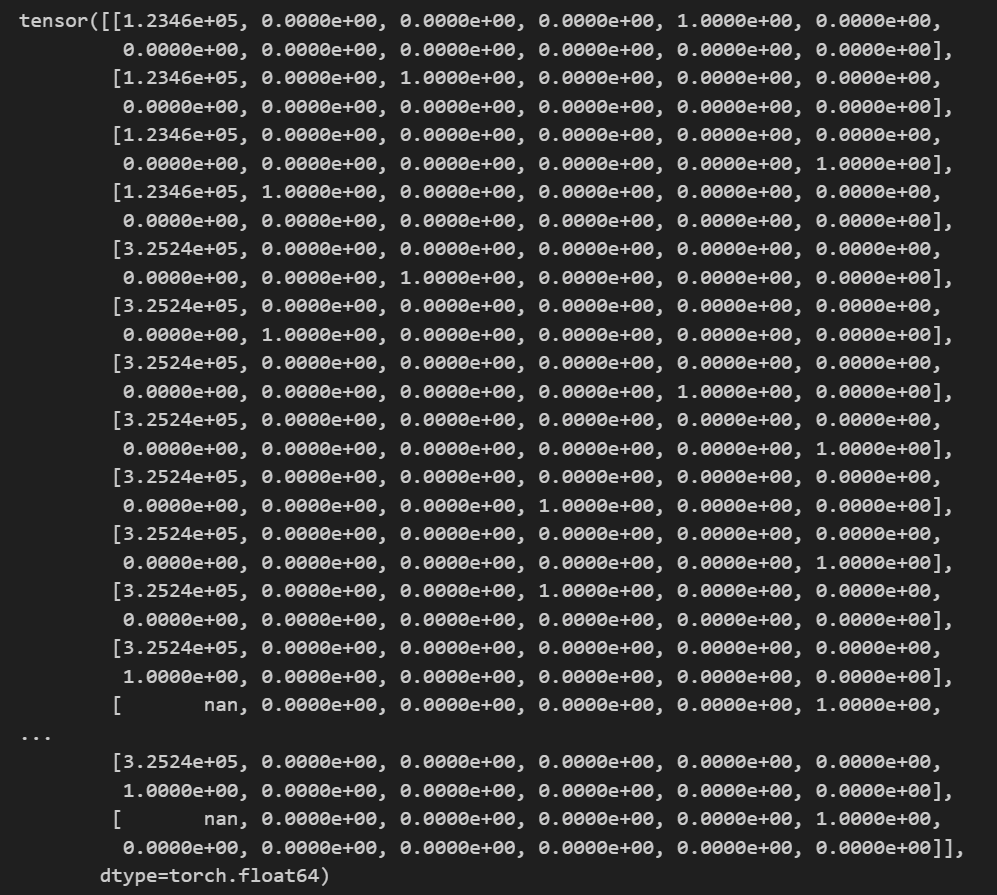 tensor([[1.2346e+05, 0.0000e+00, 0.0000e+00, 0.0000e+00, 1.0000e+00, 0.0000e+00,
0.0000e+00, 0.0000e+00, 0.0000e+00, 0.0000e+00, 0.0000e+00, 0.0000e+00],
[1.2346e+05, 0.0000e+00, 1.0000e+00, 0.0000e+00, 0.0000e+00, 0.0000e+00,
0.0000e+00, 0.0000e+00, 0.0000e+00, 0.0000e+00, 0.0000e+00, 0.0000e+00],
[1.2346e+05, 0.0000e+00, 0.0000e+00, 0.0000e+00, 0.0000e+00, 0.0000e+00,
0.0000e+00, 0.0000e+00, 0.0000e+00, 0.0000e+00, 0.0000e+00, 1.0000e+00],
[1.2346e+05, 1.0000e+00, 0.0000e+00, 0.0000e+00, 0.0000e+00, 0.0000e+00,
0.0000e+00, 0.0000e+00, 0.0000e+00, 0.0000e+00, 0.0000e+00, 0.0000e+00],
[3.2524e+05, 0.0000e+00, 0.0000e+00, 0.0000e+00, 0.0000e+00, 0.0000e+00,
0.0000e+00, 0.0000e+00, 1.0000e+00, 0.0000e+00, 0.0000e+00, 0.0000e+00],
[3.2524e+05, 0.0000e+00, 0.0000e+00, 0.0000e+00, 0.0000e+00, 0.0000e+00,
0.0000e+00, 1.0000e+00, 0.0000e+00, 0.0000e+00, 0.0000e+00, 0.0000e+00],
[3.2524e+05, 0.0000e+00, 0.0000e+00, 0.0000e+00, 0.0000e+00, 0.0000e+00,
0.0000e+00, 0.0000e+00, 0.0000e+00, 0.0000e+00, 1.0000e+00, 0.0000e+00],
[3.2524e+05, 0.0000e+00, 0.0000e+00, 0.0000e+00, 0.0000e+00, 0.0000e+00,
0.0000e+00, 0.0000e+00, 0.0000e+00, 0.0000e+00, 0.0000e+00, 1.0000e+00],
[3.2524e+05, 0.0000e+00, 0.0000e+00, 0.0000e+00, 0.0000e+00, 0.0000e+00,
0.0000e+00, 0.0000e+00, 0.0000e+00, 1.0000e+00, 0.0000e+00, 0.0000e+00],
[3.2524e+05, 0.0000e+00, 0.0000e+00, 0.0000e+00, 0.0000e+00, 0.0000e+00,
0.0000e+00, 0.0000e+00, 0.0000e+00, 0.0000e+00, 0.0000e+00, 1.0000e+00],
[3.2524e+05, 0.0000e+00, 0.0000e+00, 1.0000e+00, 0.0000e+00, 0.0000e+00,
0.0000e+00, 0.0000e+00, 0.0000e+00, 0.0000e+00, 0.0000e+00, 0.0000e+00],
[3.2524e+05, 0.0000e+00, 0.0000e+00, 0.0000e+00, 0.0000e+00, 0.0000e+00,
1.0000e+00, 0.0000e+00, 0.0000e+00, 0.0000e+00, 0.0000e+00, 0.0000e+00],
[       nan, 0.0000e+00, 0.0000e+00, 0.0000e+00, 0.0000e+00, 1.0000e+00,
...
[3.2524e+05, 0.0000e+00, 0.0000e+00, 0.0000e+00, 0.0000e+00, 0.0000e+00,
1.0000e+00, 0.0000e+00, 0.0000e+00, 0.0000e+00, 0.0000e+00, 0.0000e+00],
[       nan, 0.0000e+00, 0.0000e+00, 0.0000e+00, 0.0000e+00, 1.0000e+00,
0.0000e+00, 0.0000e+00, 0.0000e+00, 0.0000e+00, 0.0000e+00, 0.0000e+00]],
dtype=torch.float64)